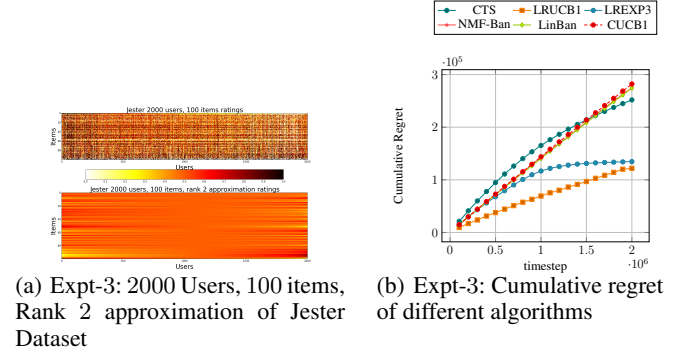 CTS LRUCB1 LREXP3
NMF-Ban LinBan CUCB1
Jester 2000 users, 100 items ratings
Items
Users
Jester 2000 users, 100 items, rank 2 approximation ratings
Items
Users
·10^5
3
2
1
0
Cumulative Regret
0 0.5 1 1.5 2
timestep
·10^6
(a) Expt-3: 2000 Users, 100 items,
Rank 2 approximation of Jester
Dataset
(b) Expt-3: Cumulative regret
of different algorithms